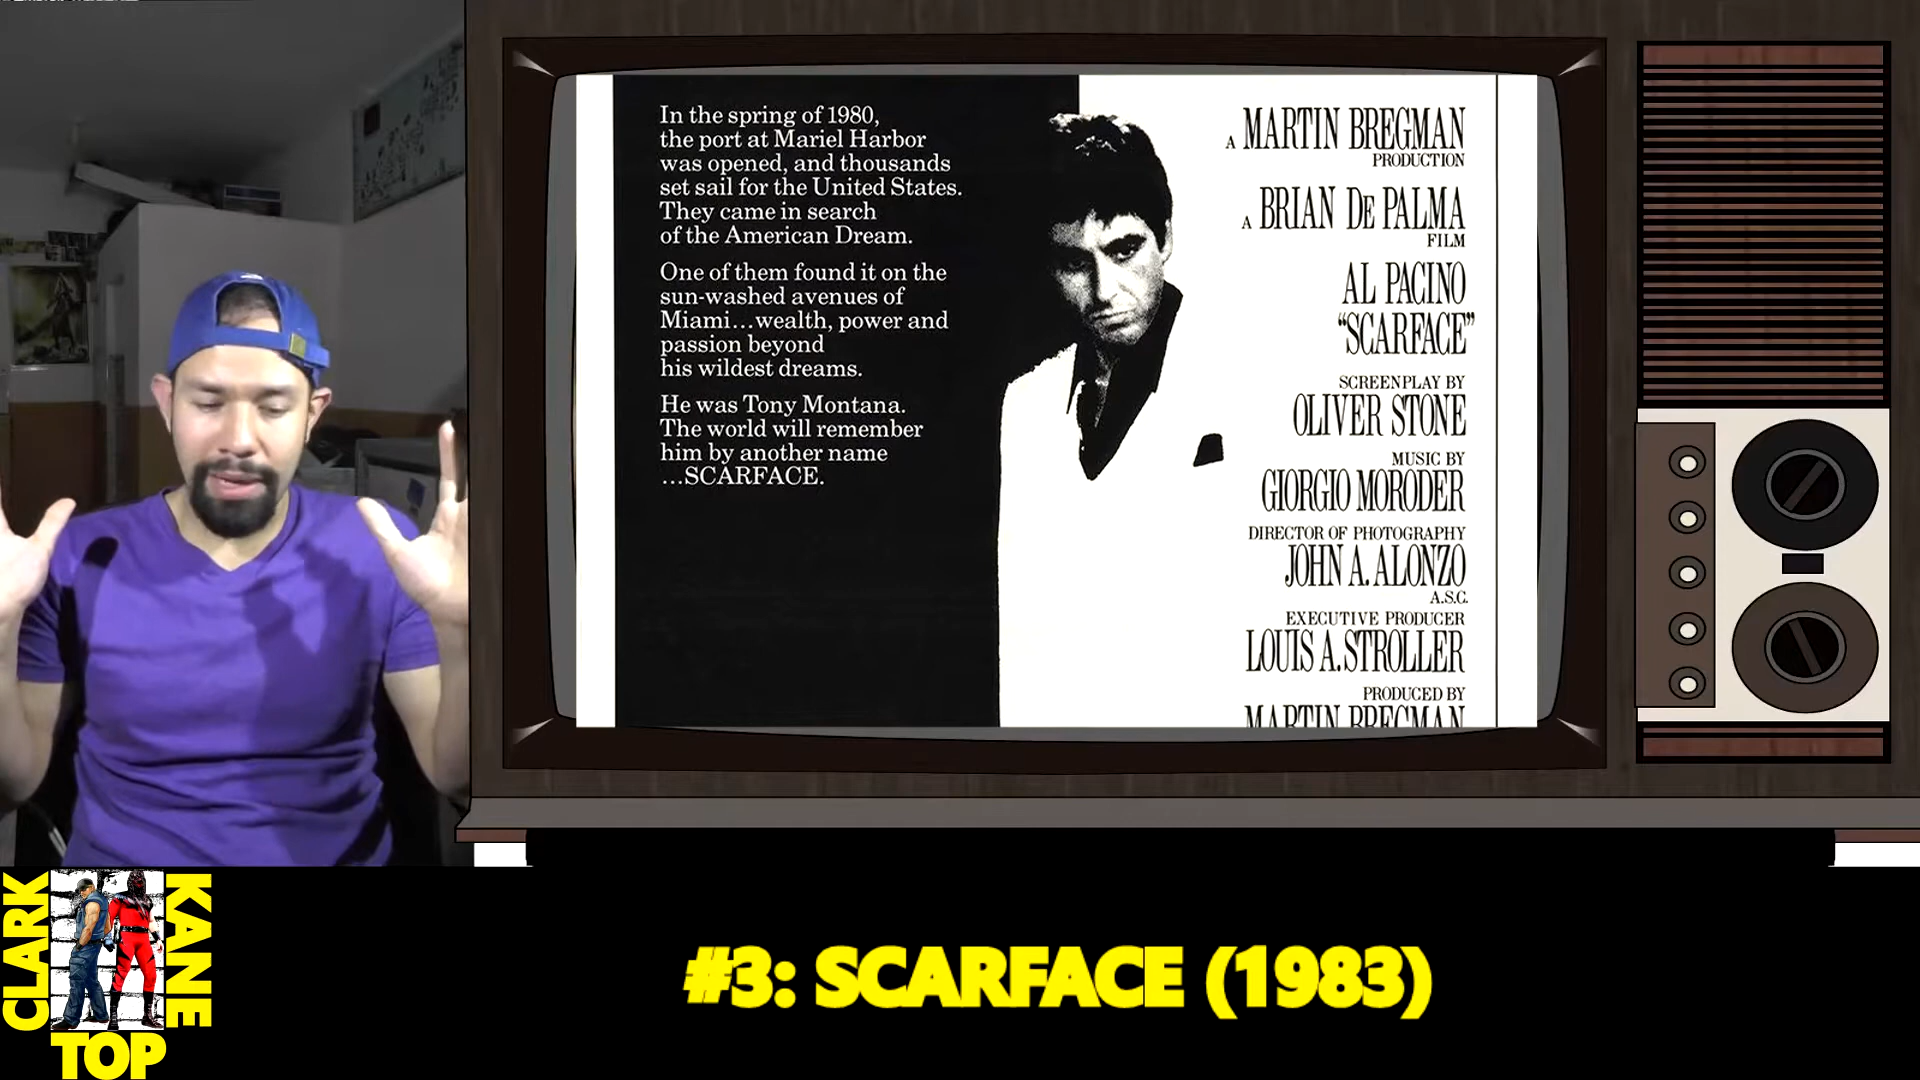 In the spring of 1980,
the port at Mariel Harbor
was opened, and thousands
set sail for the United States.
They came in search
of the American Dream.
One of them found it on the
sun-washed avenues of
Miami...wealth, power and
passion beyond
his wildest dreams.
He was Tony Montana.
The world will remember
him by another name
...SCARFACE.
A MARTIN BREGMAN
PRODUCTION
A BRIAN DE PALMA
FILM
AL PACINO
“SCARFACE”
SCREENPLAY BY
OLIVER STONE
MUSIC BY
GIORGIO MORODER
DIRECTOR OF PHOTOGRAPHY
JOHN A. ALONZO
A.S.C.
EXECUTIVE PRODUCER
LOUIS A. STROLLER
PRODUCED BY
MARTIN BREGMAN
CLARK
KANE
TOP
#3: SCARFACE (1983)